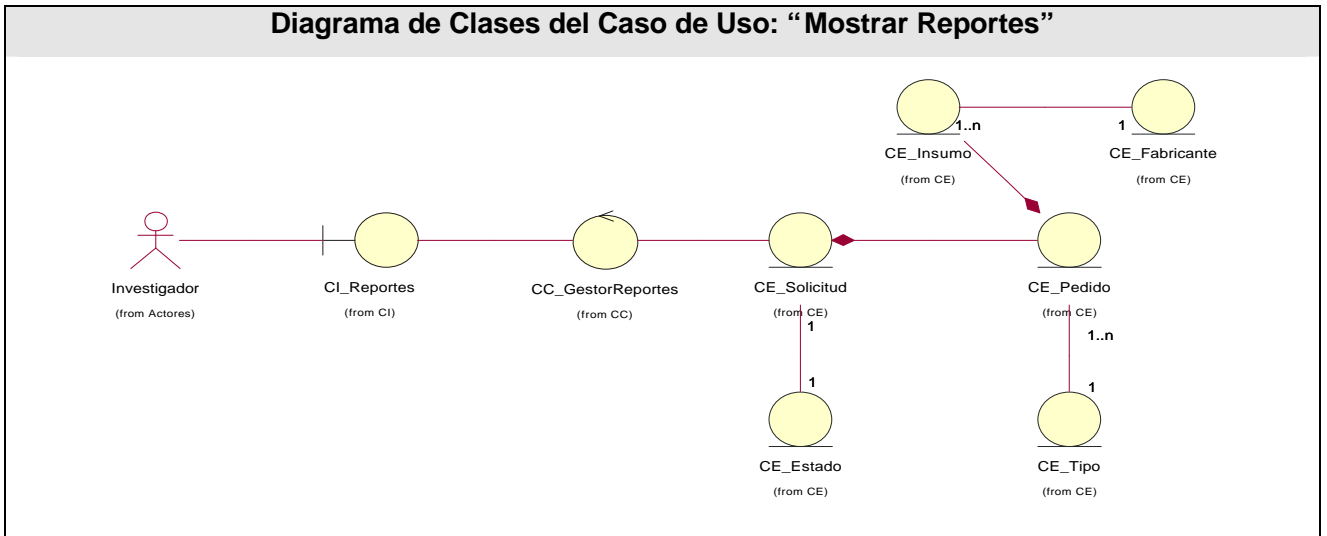 Diagrama de Clases del Caso de Uso: “Mostrar Reportes”
1..n
1
CE_Insumo
CE_Fabricante
(from CE)
(from CE)
Investigador
CI_Reportes
CC_GestorReportes
CE_Solicitud
CE_Pedido
(from Actores)
(from CI)
(from CC)
(from CE)
(from CE)
1
1..n
1
1
CE_Estado
CE_Tipo
(from CE)
(from CE)